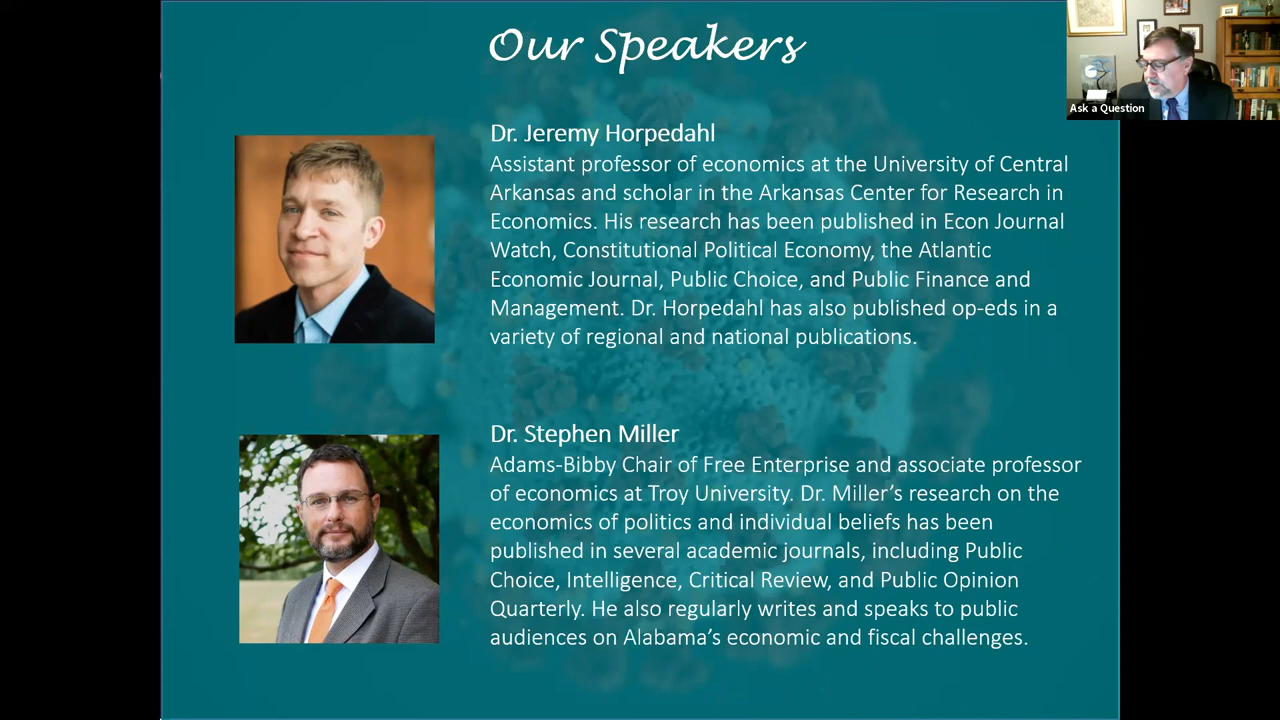 Our Speakers
Ask a Question
Dr. Jeremy Horpedahl
Assistant professor of economics at the University of Central
Arkansas and scholar in the Arkansas Center for Research in
Economics. His research has been published in Econ Journal
Watch, Constitutional Political Economy, the Atlantic
Economic Journal, Public Choice, and Public Finance and
Management. Dr. Horpedahl has also published op-eds in a
variety of regional and national publications.
Dr. Stephen Miller
Adams-Bibby Chair of Free Enterprise and associate professor
of economics at Troy University. Dr. Miller’s research on the
economics of politics and individual beliefs has been
published in several academic journals, including Public
Choice, Intelligence, Critical Review, and Public Opinion
Quarterly. He also regularly writes and speaks to public
audiences on Alabama’s economic and fiscal challenges.